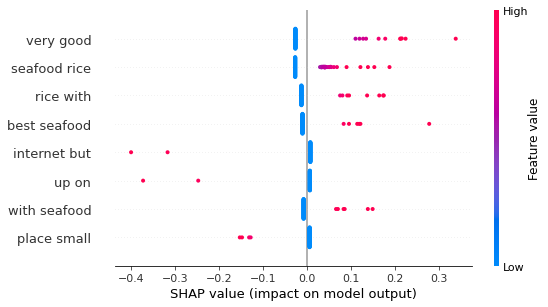 very good
seafood rice
rice with
best seafood
internet but
up on
with seafood
place small
−0.4 −0.3 −0.2 −0.1 0.0 0.1 0.2 0.3
SHAP value (impact on model output)
High
Feature value
Low